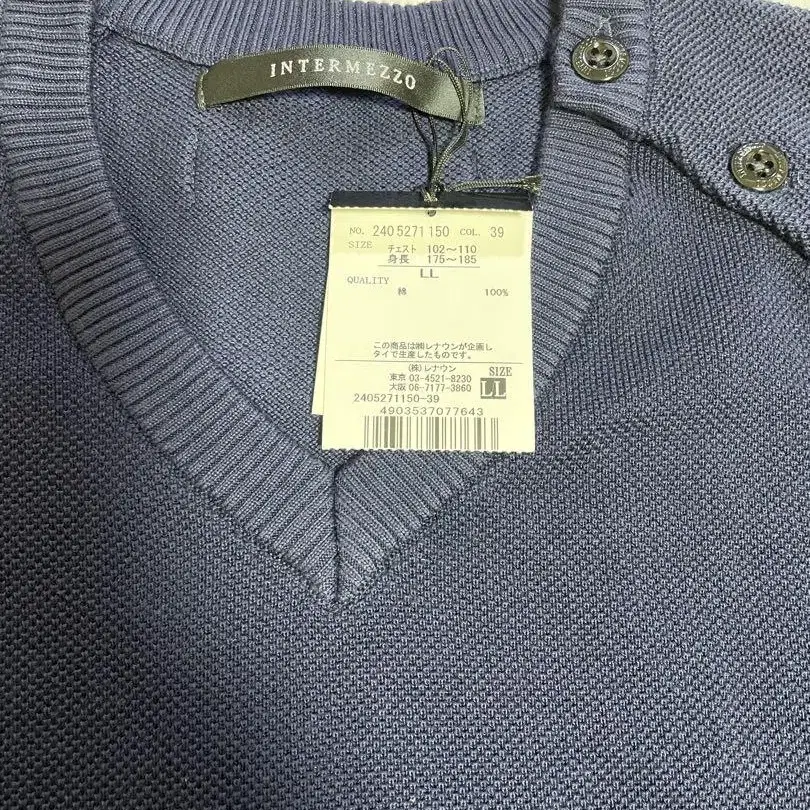 INTERMEZZO
NO. 2405271150 COL. 39
SIZE チェスト 102～110
身長 175～185
LL
QUALITY
綿 100%
この商品は㈱レナウンが企画し
タイで生産したものです。
(株)レナウン
東京 03-4521-8230
大阪 06-7177-3860
SIZE
LL
2405271150-39
4903537077643